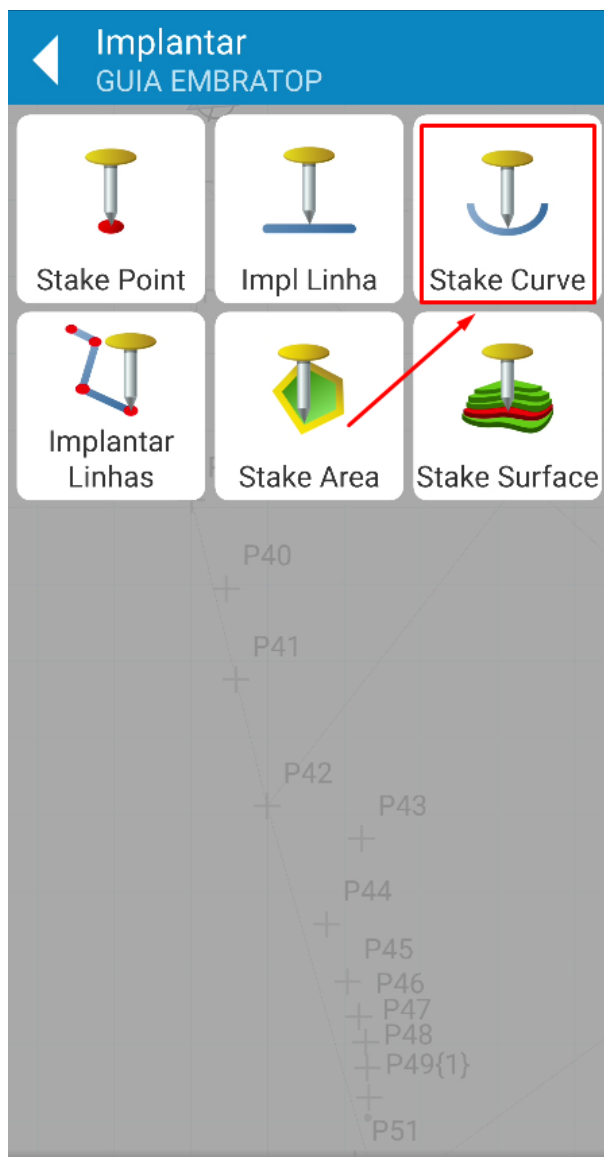 Implantar
GUIA EMBRATOP
Stake Point
Impl Linha
Stake Curve
Implantar
Linhas
Stake Area
Stake Surface
P40
P41
P42
P43
P44
P45
P46
P47
P48
P49{1}
P51